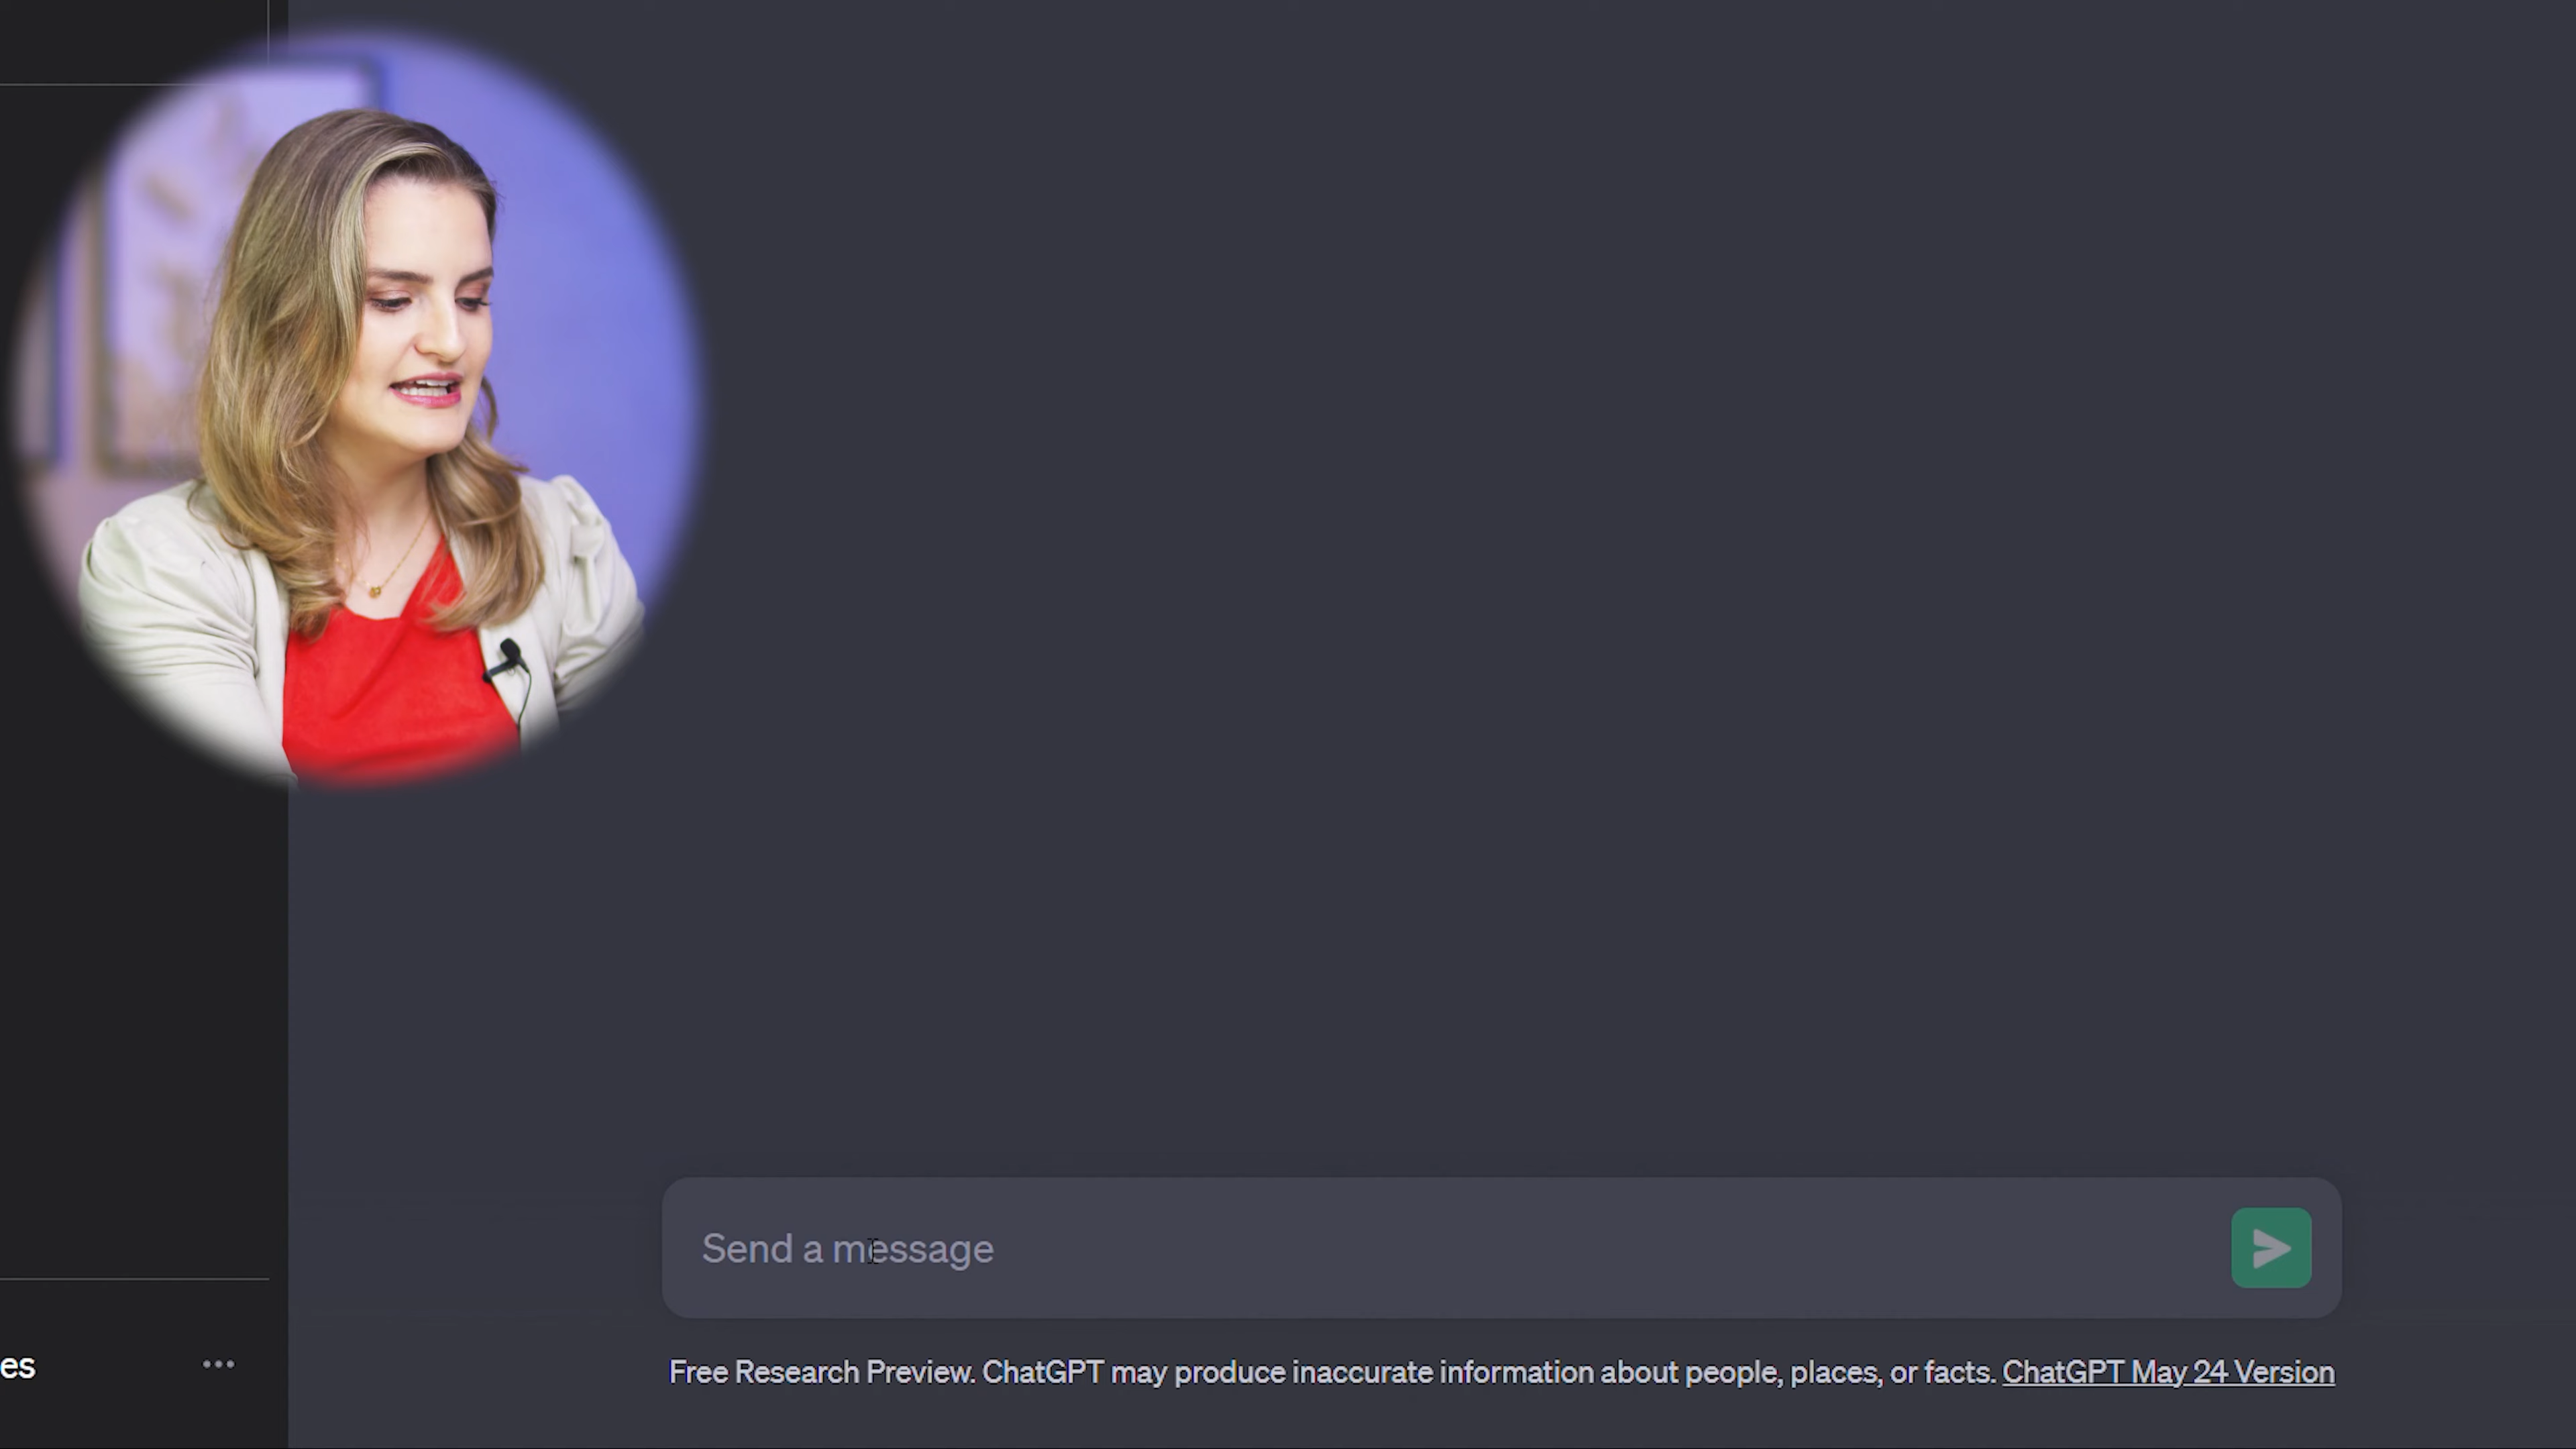 Send a message
es
Free Research Preview. ChatGPT may produce inaccurate information about people, places, or facts. ChatGPT May 24 Version